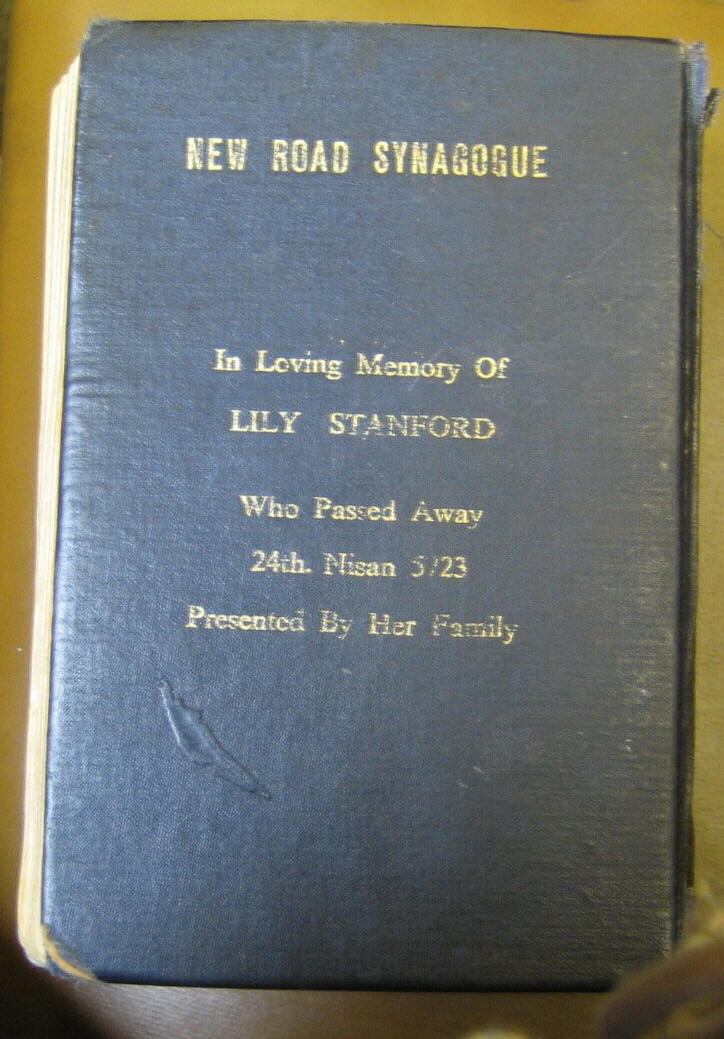 NEW ROAD SYNAGOGUE
In Loving Memory Of
LILY STANFORD
Who Passed Away
24th. Nisan 5723
Presented By Her Family